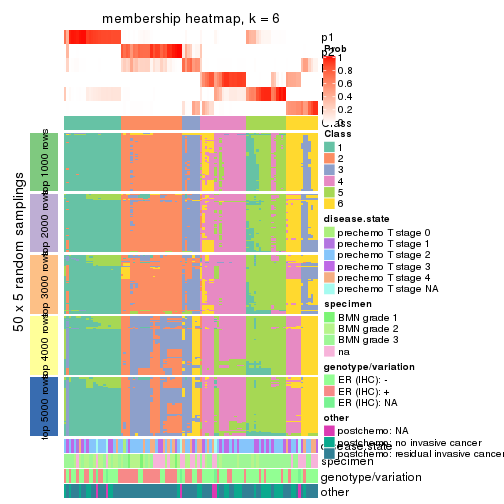 membership heatmap, k = 6
p1
p2
Prob
1
0.8
0.6
0.4
0.2
0
Class
Class
1
2
3
4
5
6
50 x 5 random samplings
top 1000 rows
top 2000 rows
top 3000 rows
top 4000 rows
top 5000 rows
disease.state
prechemo T stage 0
prechemo T stage 1
prechemo T stage 2
prechemo T stage 3
prechemo T stage 4
prechemo T stage NA
specimen
BMN grade 1
BMN grade 2
BMN grade 3
na
genotype/variation
ER (IHC): -
ER (IHC): +
ER (IHC): NA
other
postchemo: NA
postchemo: no invasive cancer
postchemo: residual invasive cancer
disease.state
specimen
genotype/variation
other